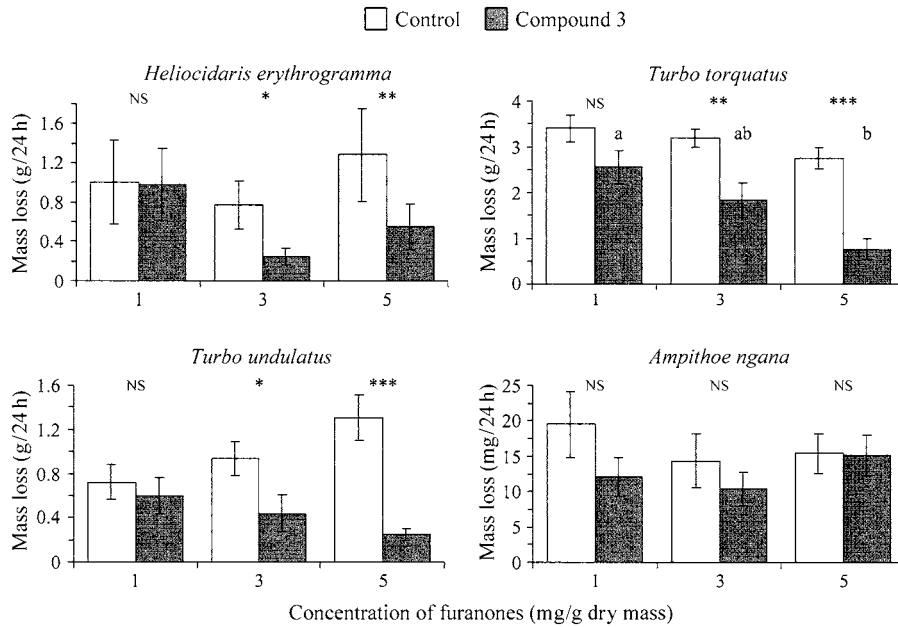 Control Compound 3
Heliocidaris erythrogramma
NS * **
1.6
1.2
0.8
0.4
0
Mass loss (g/24 h)
1 3 5
Turbo torquatus
NS ** ***
a ab b
4
3
2
1
0
Mass loss (g/24 h)
1 3 5
Turbo undulatus
NS * ***
1.6
1.2
0.8
0.4
0
Mass loss (g/24 h)
1 3 5
Ampithoe ngana
NS NS NS
25
20
15
10
5
0
Mass loss (mg/24 h)
1 3 5
Concentration of furanones (mg/g dry mass)